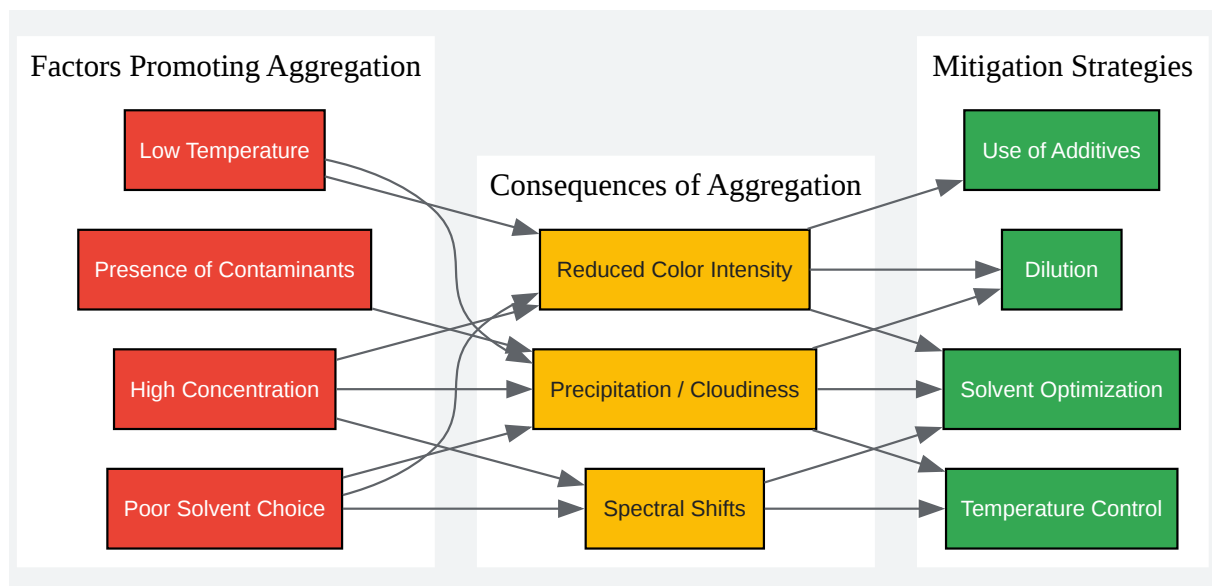 Factors Promoting Aggregation
Low Temperature
Presence of Contaminants
High Concentration
Poor Solvent Choice
Consequences of Aggregation
Reduced Color Intensity
Precipitation / Cloudiness
Spectral Shifts
Mitigation Strategies
Use of Additives
Dilution
Solvent Optimization
Temperature Control